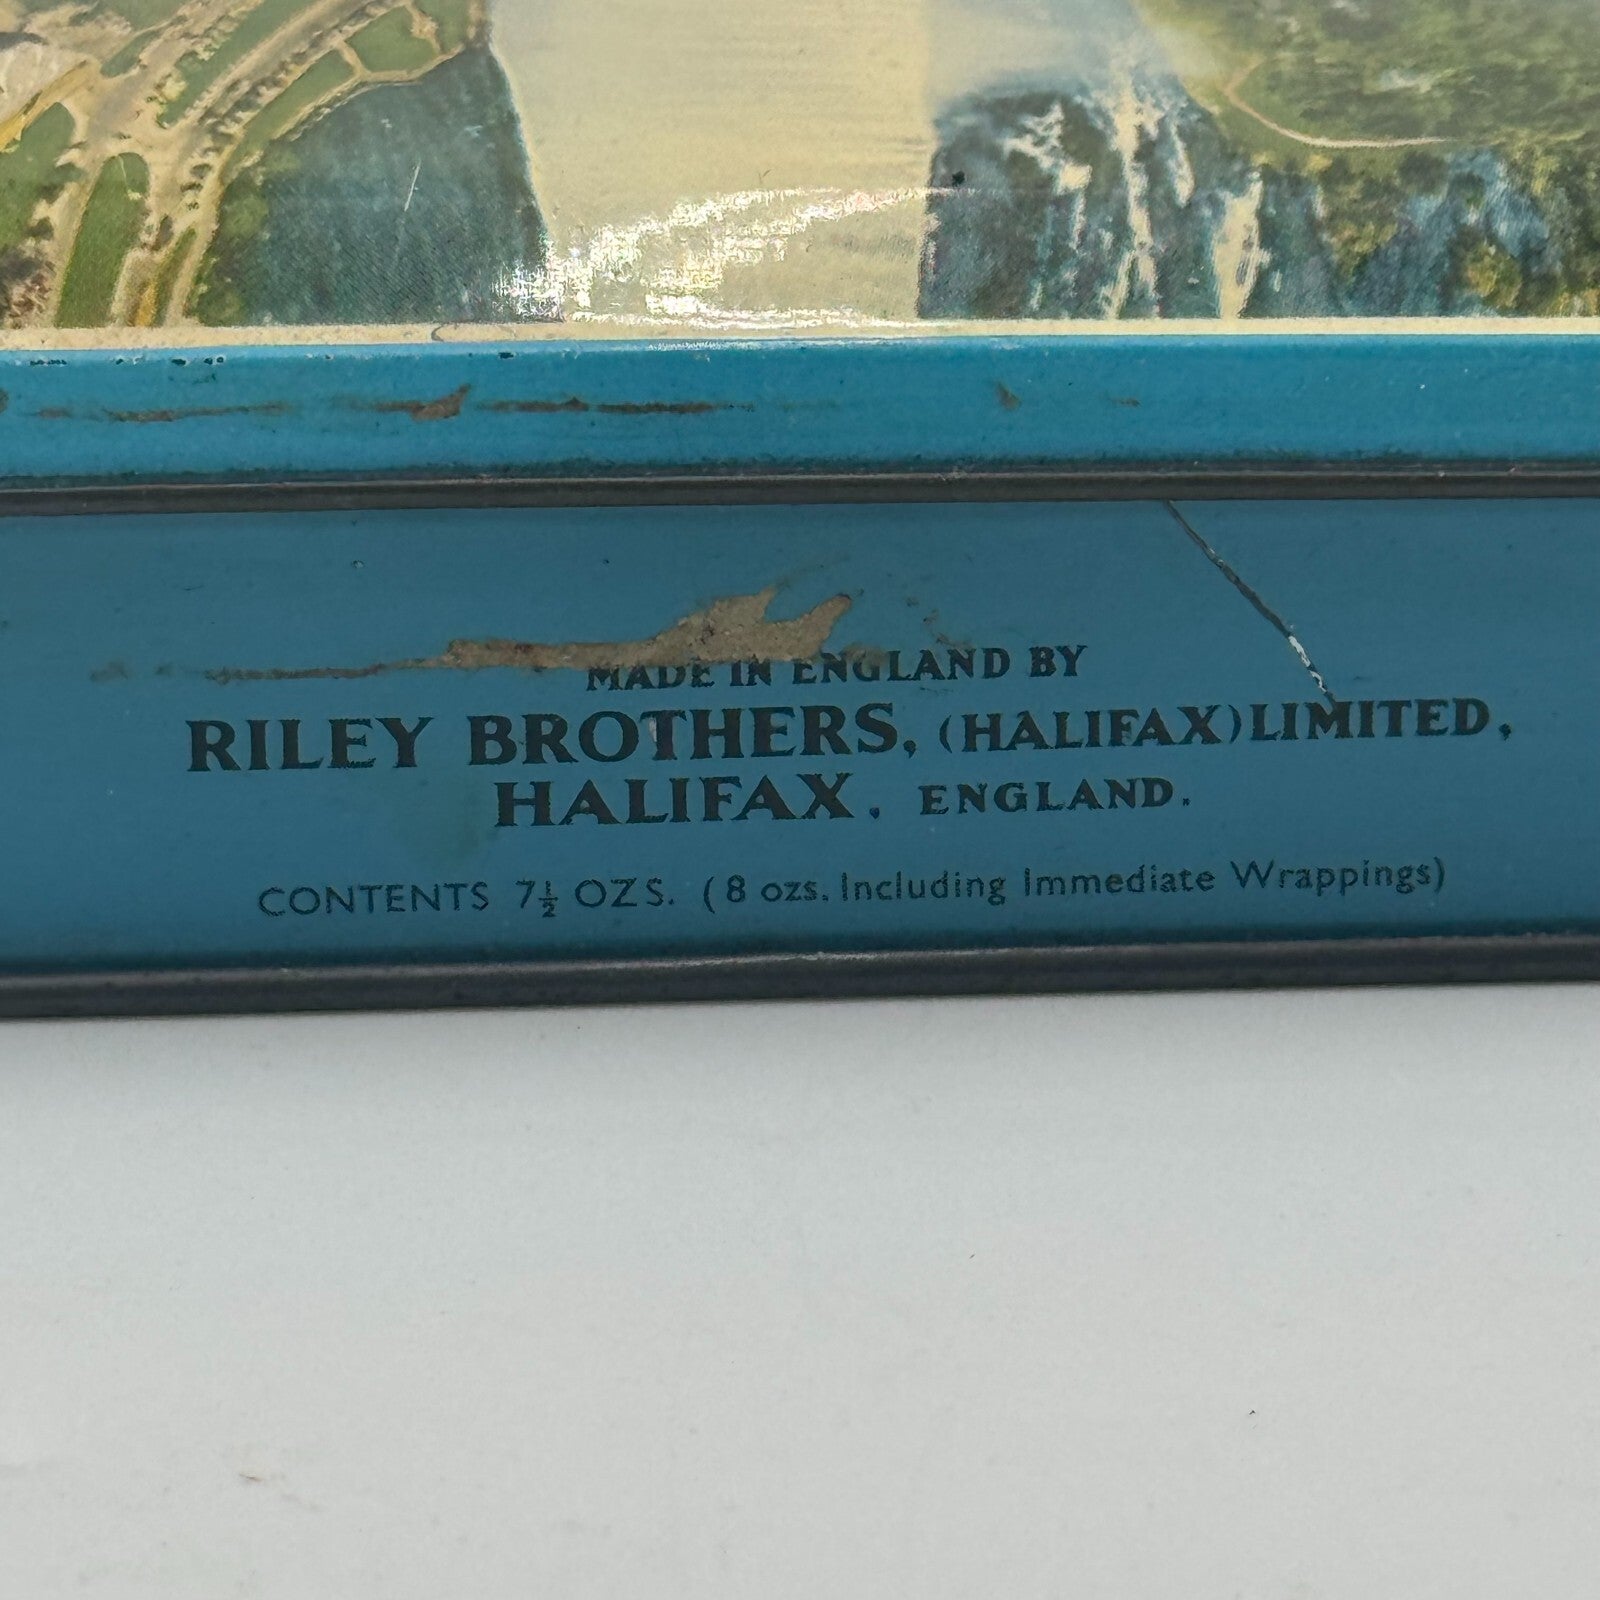 MADE IN ENGLAND BY
RILEY BROTHERS, (HALIFAX) LIMITED,
HALIFAX, ENGLAND.
CONTENTS 7½ OZS. (8 ozs. Including Immediate Wrappings)